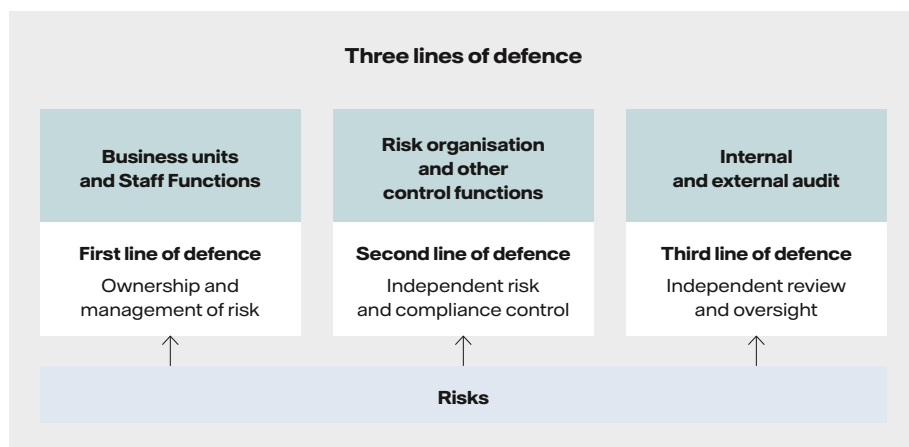 Three lines of defence
Business units
and Staff Functions
First line of defence
Ownership and
management of risk
Risk organisation
and other
control functions
Second line of defence
Independent risk
and compliance control
Internal
and external audit
Third line of defence
Independent review
and oversight
Risks